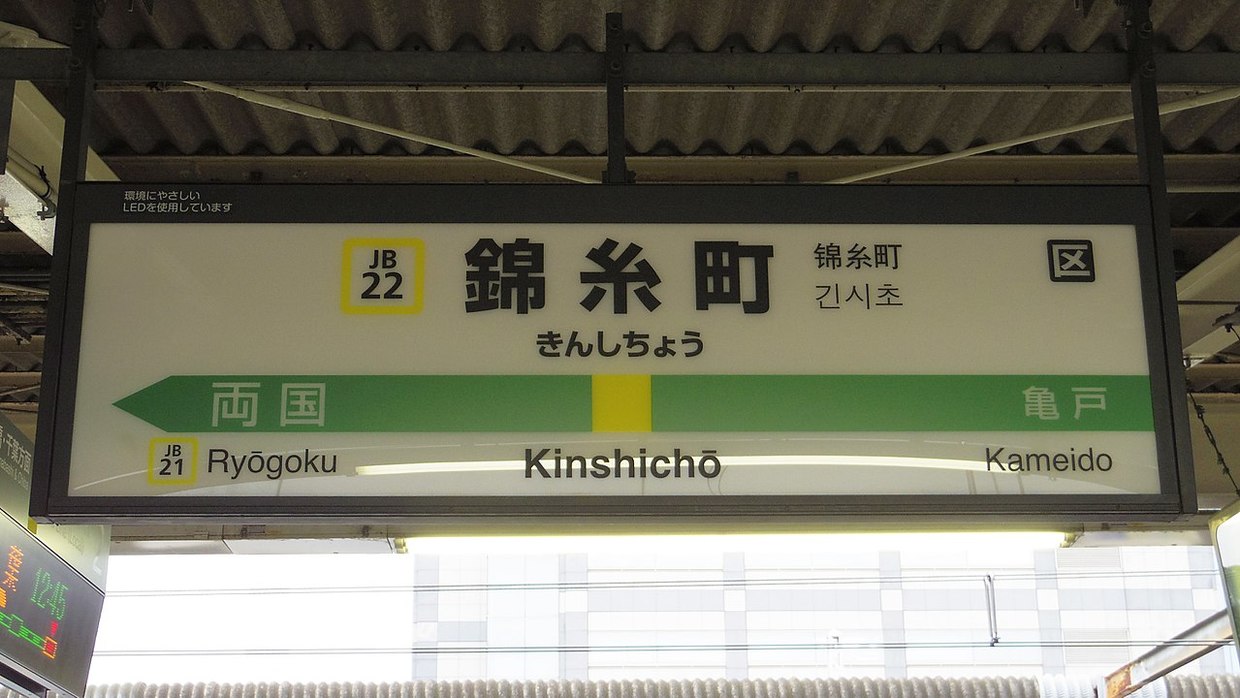 環境にやさしい
LEDを使用しています
JB
22
錦糸町
锦糸町
긴시초
区
きんしちょう
両国
亀戸
JB
21
Ryōgoku
Kinshichō
Kameido
12:45